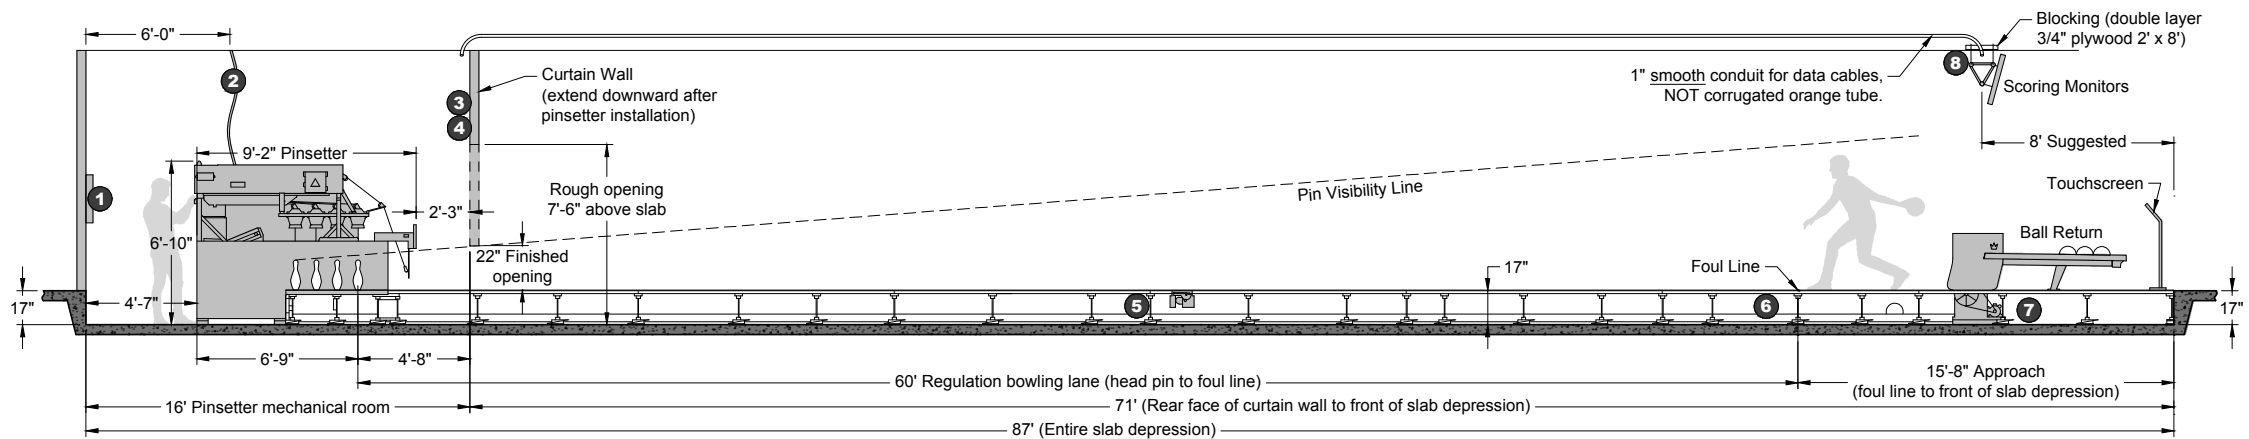 6'-0"
2
Curtain Wall
(extend downward after
pinsetter installation)
3
4
1" smooth conduit for data cables,
NOT corrugated orange tube.
Blocking (double layer
3/4" plywood 2' x 8')
8
Scoring Monitors
8' Suggested
9'-2" Pinsetter
1
2'-3"
6'-10"
Rough opening
7'-6" above slab
Pin Visibility Line
Touchscreen
Ball Return
22" Finished
opening
17"
4'-7"
17"
5
Foul Line
6
7
17"
6'-9"
4'-8"
60' Regulation bowling lane (head pin to foul line)
15'-8" Approach
(foul line to front of slab depression)
16' Pinsetter mechanical room
71' (Rear face of curtain wall to front of slab depression)
87' (Entire slab depression)